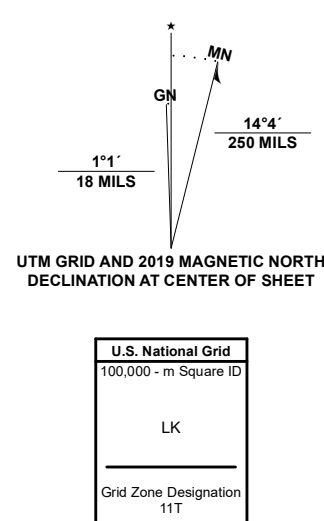 MN
GN
14°4´
250 MILS
1°1´
18 MILS
UTM GRID AND 2019 MAGNETIC NORTH
DECLINATION AT CENTER OF SHEET
U.S. National Grid
100,000 - m Square ID
LK
Grid Zone Designation
11T